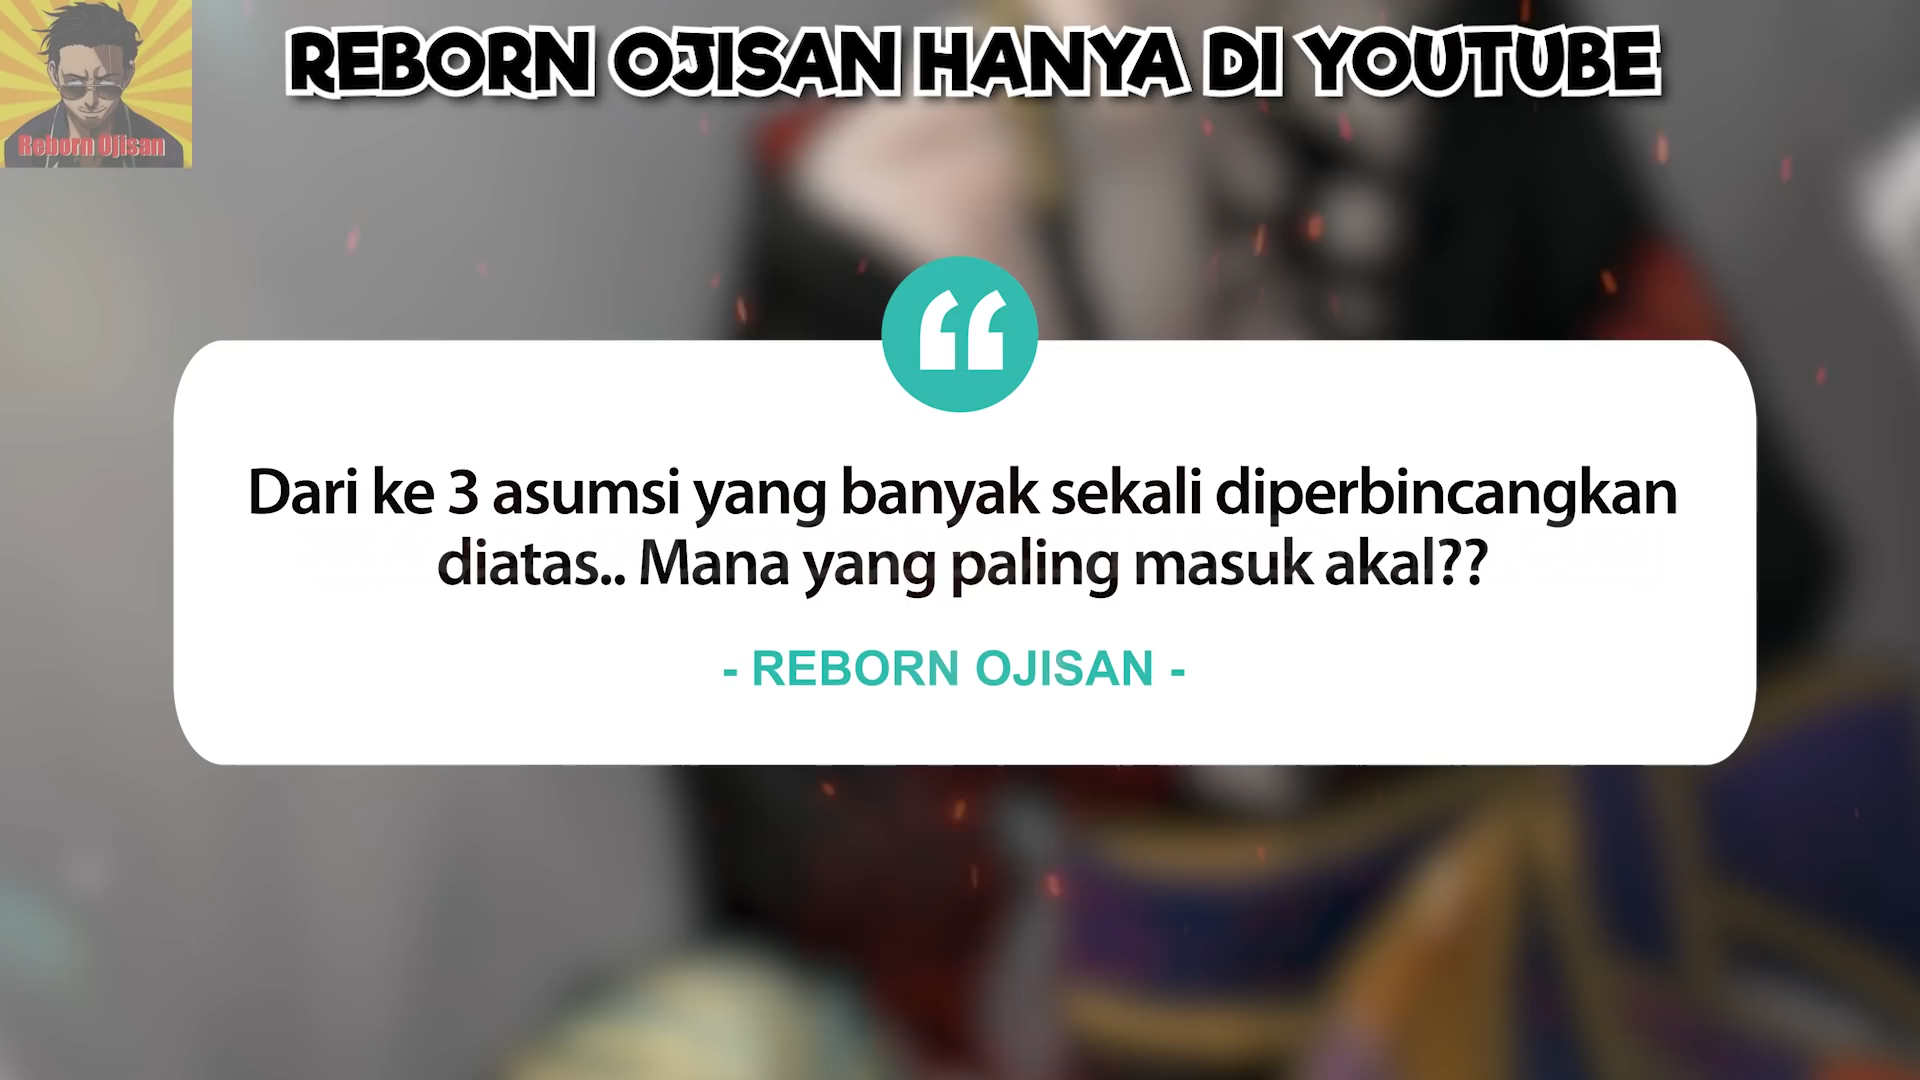 REBORN OJISAN HANYA DI YOUTUBE
Reborn Ojisan
Dari ke 3 asumsi yang banyak sekali diperbincangkan
diatas.. Mana yang paling masuk akal??
- REBORN OJISAN -